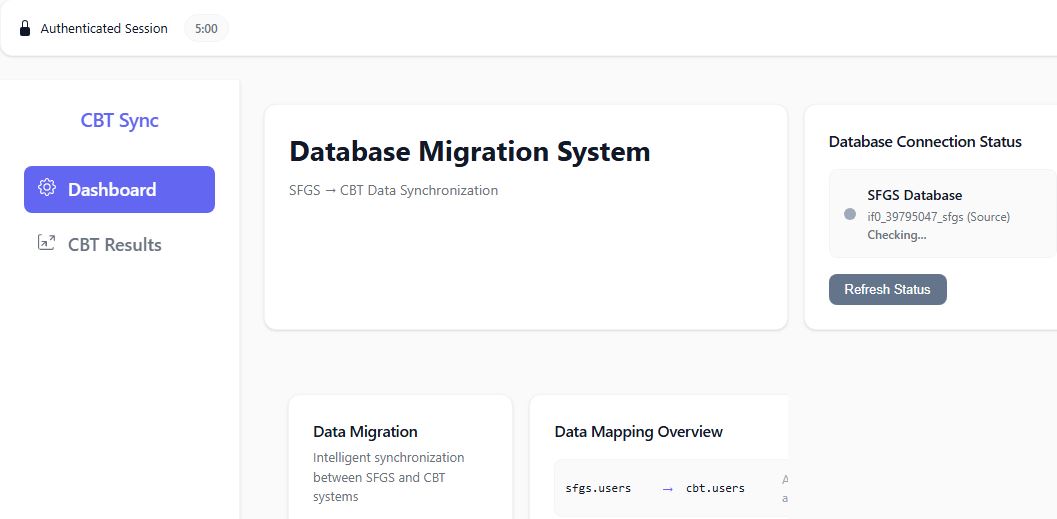 Authenticated Session 5:00
CBT Sync
Dashboard
CBT Results
Database Migration System
SFGS → CBT Data Synchronization
Database Connection Status
SFGS Database
if0_39795047_sfgs (Source)
Checking...
Refresh Status
Data Migration
Intelligent synchronization
between SFGS and CBT
systems
Data Mapping Overview
sfgs.users → cbt.users